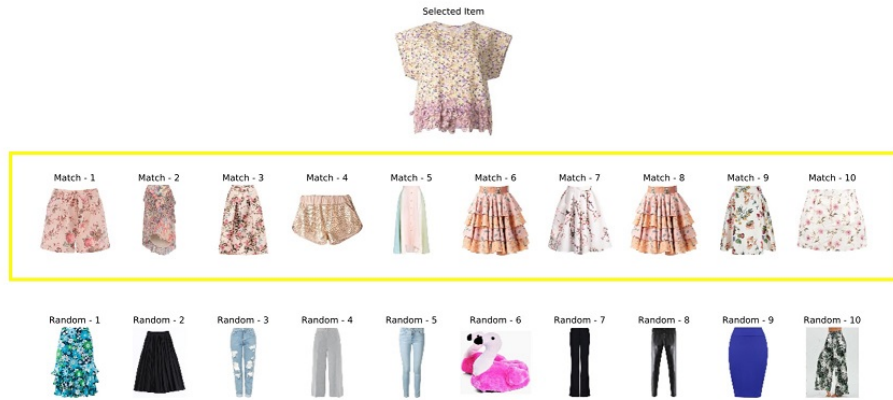 Selected Item
Match - 1 Match - 2 Match - 3 Match - 4 Match - 5 Match - 6 Match - 7 Match - 8 Match - 9 Match - 10
Random - 1 Random - 2 Random - 3 Random - 4 Random - 5 Random - 6 Random - 7 Random - 8 Random - 9 Random - 10